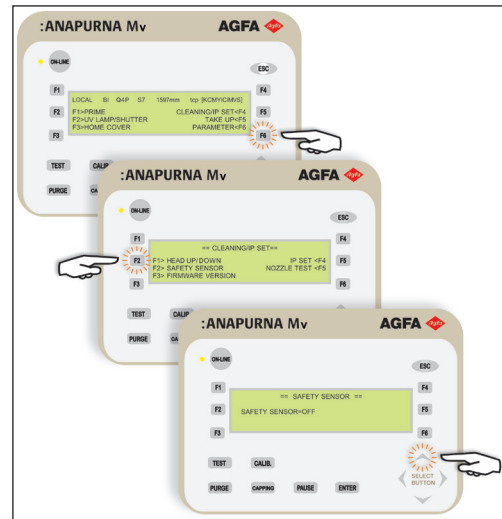 :ANAPURNA Mv AGFA
ON-LINE
ESC
F1
F4
LOCAL BI Q4P S7 1597mm tcp [KCMYlClMVS]
F2
F1>PRIME CLEANING/IP SET<F4
F5
F2>UV LAMP/SHUTTER TAKE UP<F5
F3
F3>HOME COVER PARAMETER<F6
F6
TEST CALIB.
PURGE
:ANAPURNA Mv AGFA
ON-LINE
ESC
F1
F4
== CLEANING/IP SET==
F2
F1> HEAD UP/DOWN IP SET <F4
F5
F2> SAFETY SENSOR NOZZLE TEST <F5
F3
F3> FIRMWARE VERSION
F6
TEST
PURGE
:ANAPURNA Mv AGFA
ON-LINE
ESC
F1
F4
== SAFETY SENSOR ==
F2
SAFETY SENSOR=OFF
F5
F3
F6
TEST CALIB.
SELECT
BUTTON
PURGE CAPPING PAUSE ENTER